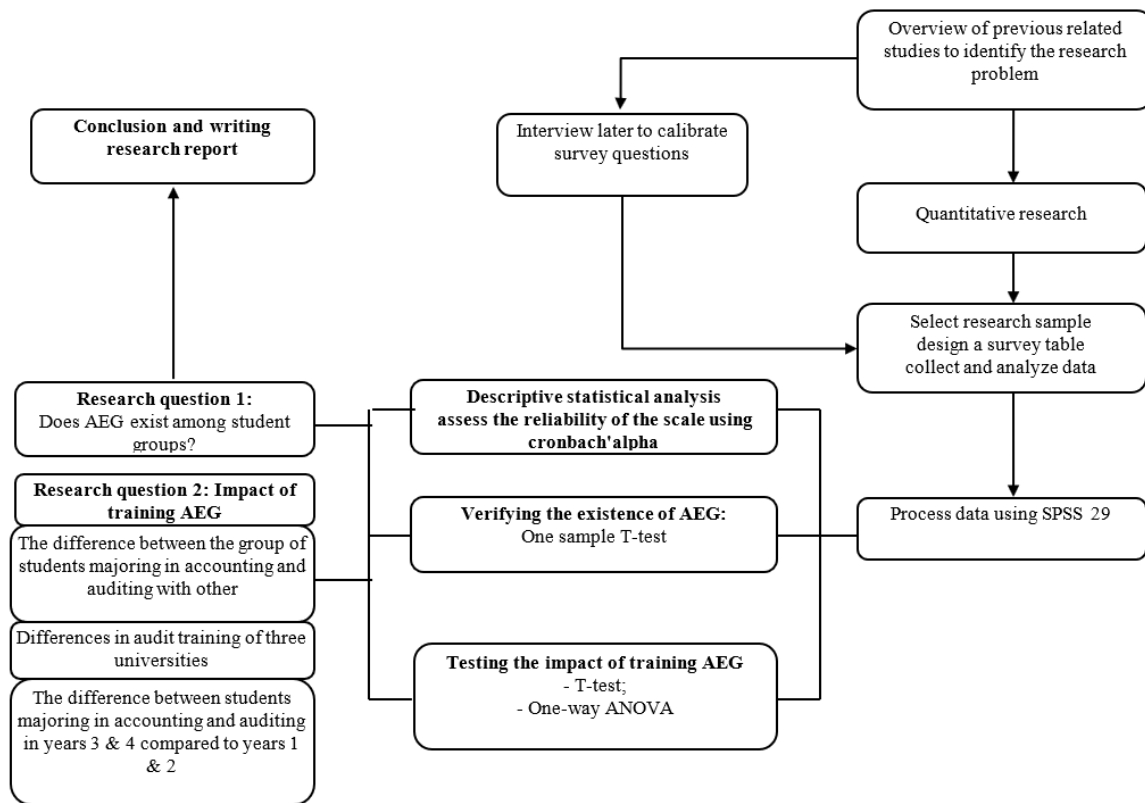 Overview of previous related
studies to identify the research
problem
Conclusion and writing
research report
Interview later to calibrate
survey questions
Quantitative research
Select research sample
design a survey table
collect and analyze data
Research question 1:
Does AEG exist among student
groups?
Descriptive statistical analysis
assess the reliability of the scale using
cronbach'alpha
Research question 2: Impact of
training AEG
The difference between the group of
students majoring in accounting and
auditing with other
Differences in audit training of three
universities
The difference between students
majoring in accounting and auditing
in years 3 & 4 compared to years 1
& 2
Verifying the existence of AEG:
One sample T-test
Process data using SPSS 29
Testing the impact of training AEG
- T-test;
- One-way ANOVA